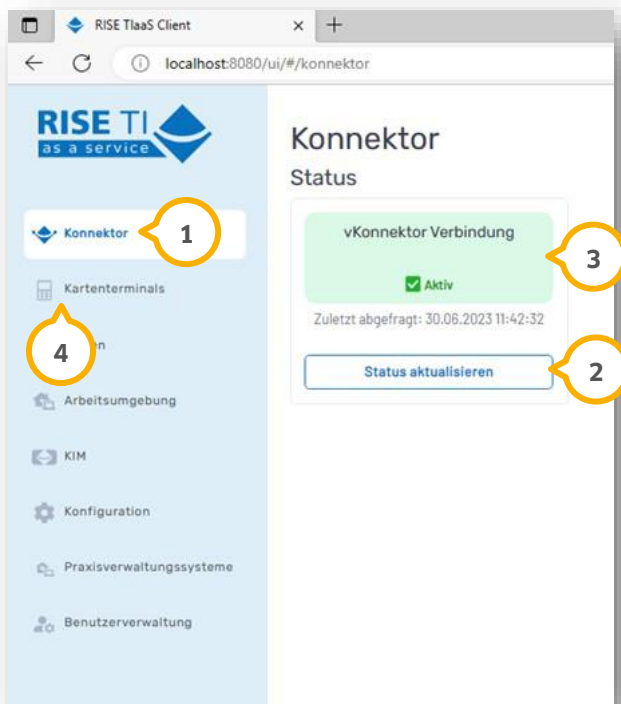 RISE TIaaS Client
localhost:8080/ui/#/konnektor
RISE TI
as a service
Konnektor
1
Kartenterminals
4
en
Arbeitsumgebung
KIM
Konfiguration
Praxisverwaltungssysteme
Benutzerverwaltung
Konnektor
Status
vKonnektor Verbindung
Aktiv
3
Zuletzt abgefragt: 30.06.2023 11:42:32
Status aktualisieren
2